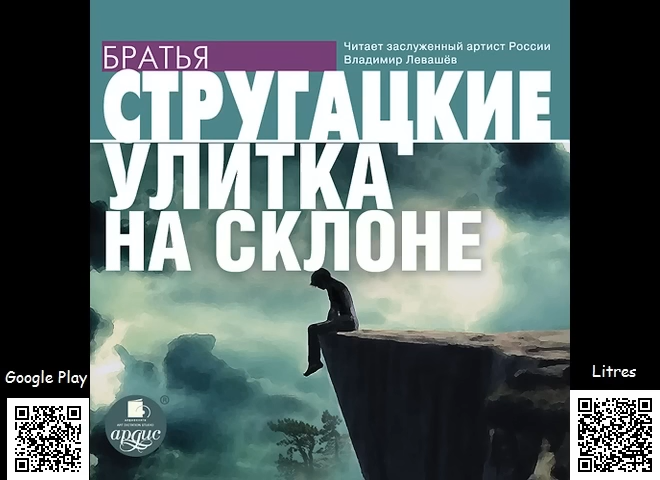 БРАТЬЯ
Читает заслуженный артист России
Владимир Левашёв
СТРУГАЦКИЕ
УЛИТКА
НА СКЛОНЕ
Google Play
Litres
ардис
®